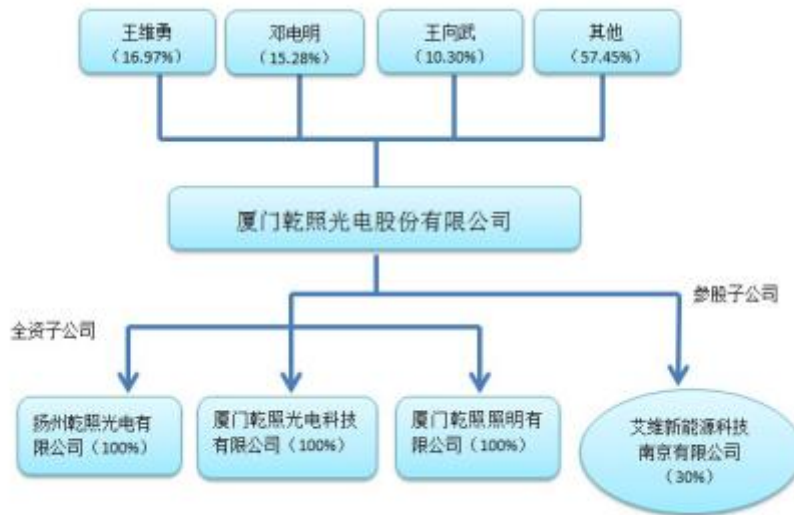 王维勇
（16.97%）
邓电明
（15.28%）
王向武
（10.30%）
其他
（57.45%）
厦门乾照光电股份有限公司
参股子公司
全资子公司
扬州乾照光电有
限公司（100%）
厦门乾照光电科技
有限公司（100%）
厦门乾照照明有
限公司（100%）
艾维新能源科技
南京有限公司
（30%）